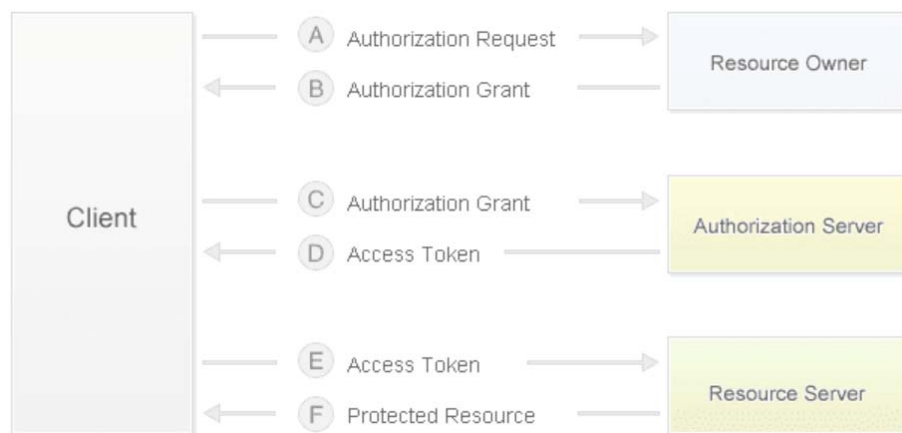 A Authorization Request
Resource Owner
B Authorization Grant
Client
C Authorization Grant
Authorization Server
D Access Token
E Access Token
Resource Server
F Protected Resource